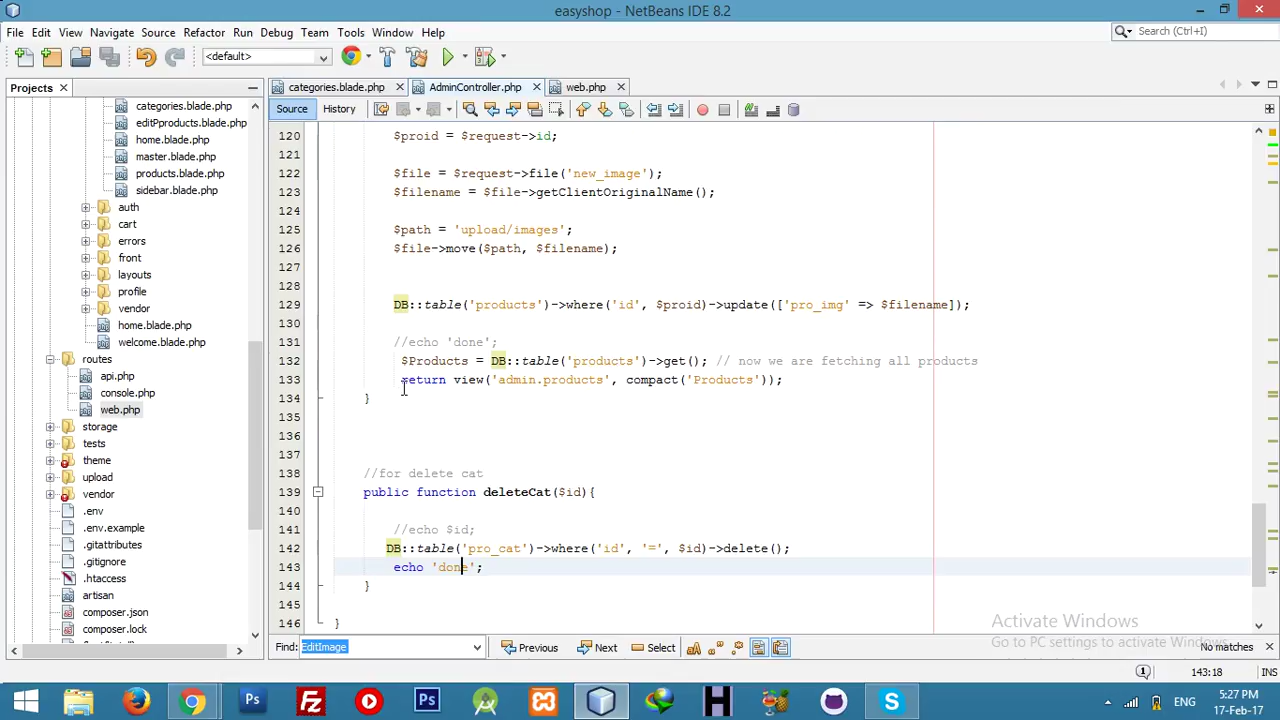 easyshop - NetBeans IDE 8.2
File Edit View Navigate Source Refactor Run Debug Team Tools Window Help
Search (Ctrl+I)
<default>
Projects
categories.blade.php AdminController.php web.php
Source History
categories.blade.php
editPproducts.blade.php
home.blade.php
master.blade.php
products.blade.php
sidebar.blade.php
auth
cart
errors
front
layouts
profile
vendor
home.blade.php
welcome.blade.php
routes
api.php
console.php
web.php
storage
tests
theme
upload
vendor
.env
.env.example
.gitattributes
.gitignore
.htaccess
artisan
composer.json
composer.lock
120 $proid = $request->id;
121
122 $file = $request->file('new_image');
123 $filename = $file->getClientOriginalName();
124
125 $path = 'upload/images';
126 $file->move($path, $filename);
127
128
129 DB::table('products')->where('id', $proid)->update(['pro_img' => $filename]);
130
131 //echo 'done';
132 $Products = DB::table('products')->get(); // now we are fetching all products
133 return view('admin.products', compact('Products'));
134 }
135
136
137
138 //for delete cat
139 public function deleteCat($id){
140
141 //echo $id;
142 DB::table('pro_cat')->where('id', '=', $id)->delete();
143 echo 'done';
144 }
145
146 }
Activate Windows
Go to PC settings to activate Windows.
Find: EditImage Previous Next Select No matches
143:18 INS
Ps Fz Ps H S
ENG
5:27 PM
17-Feb-17